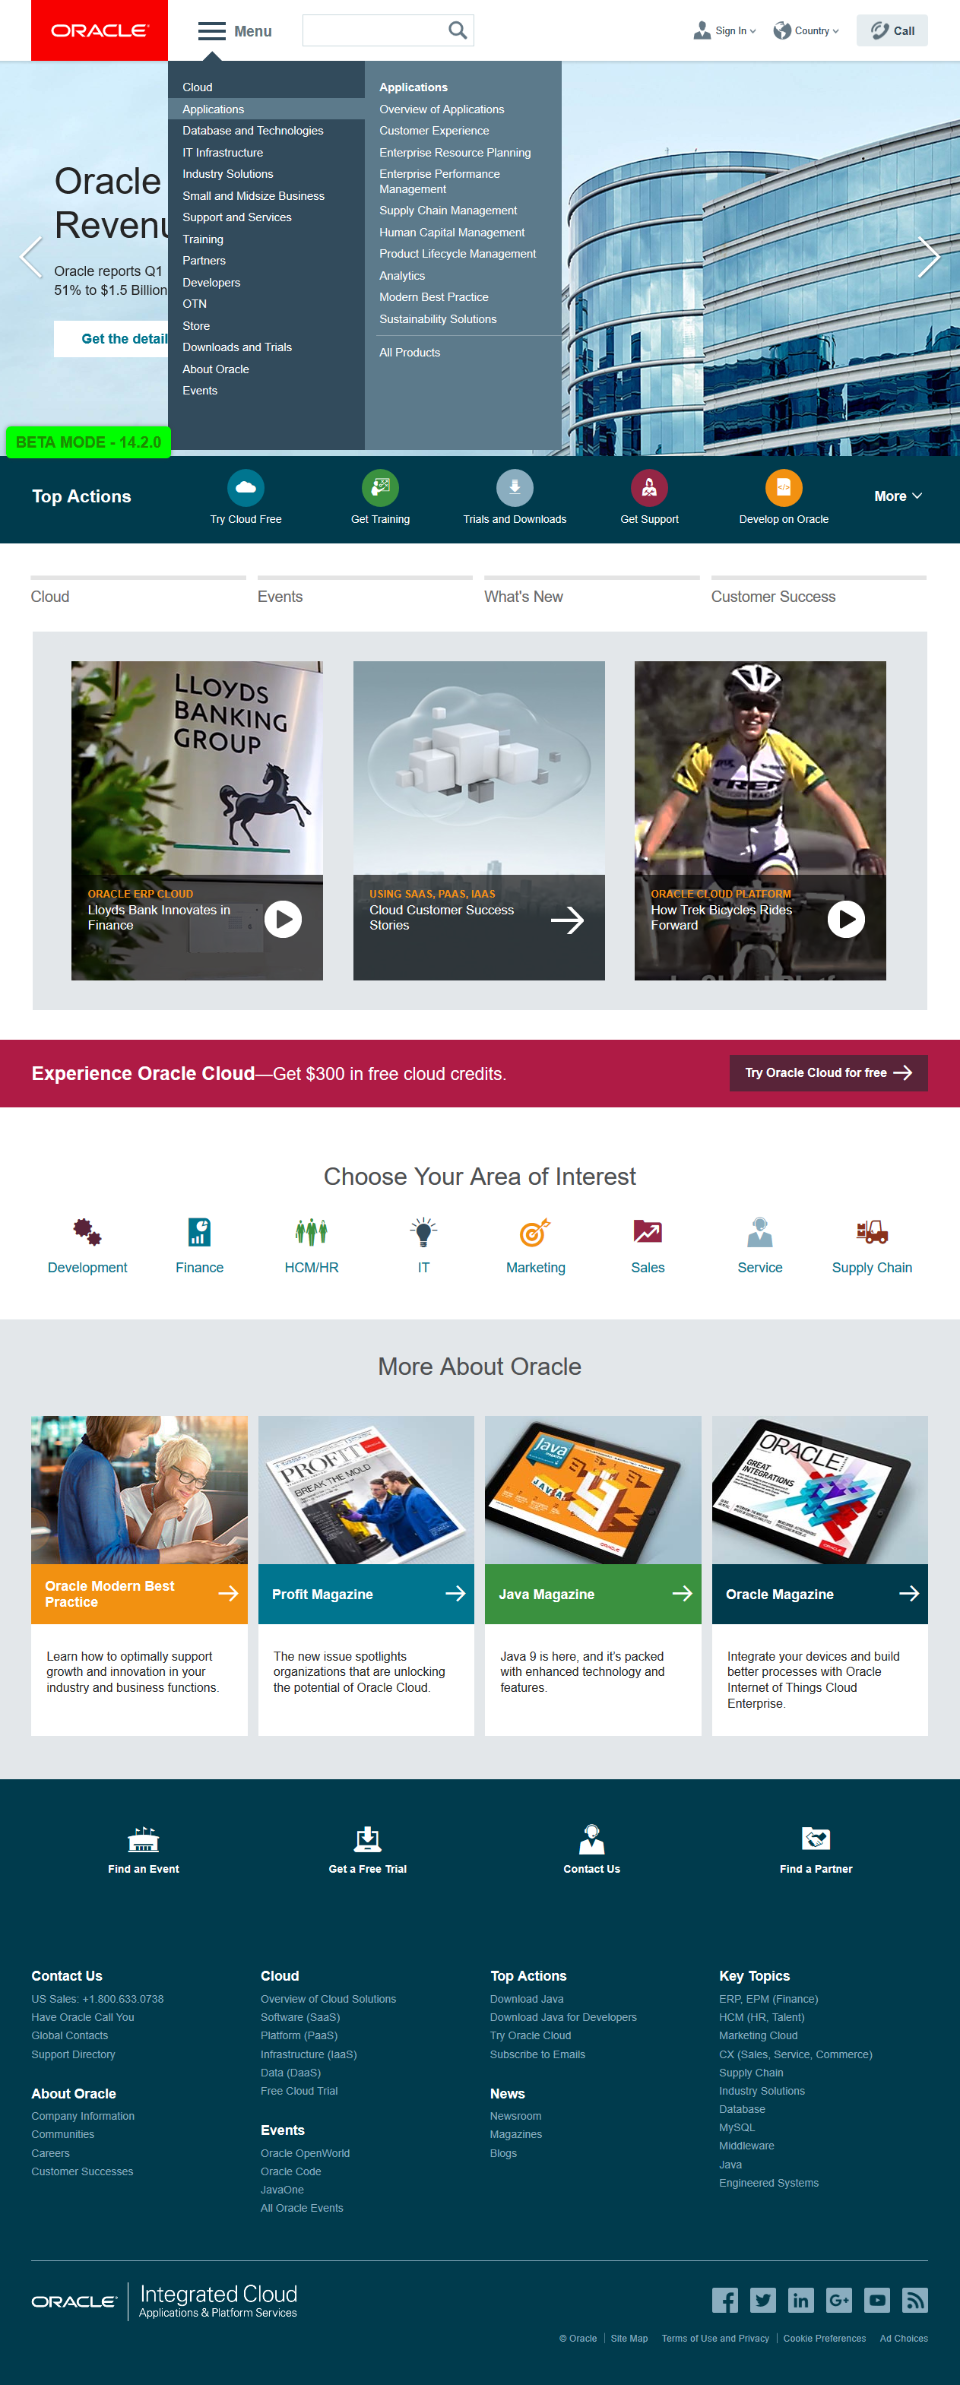 ORACLE
Menu
Sign In
Country
Call
Cloud
Applications
Database and Technologies
IT Infrastructure
Industry Solutions
Small and Midsize Business
Support and Services
Training
Partners
Developers
OTN
Store
Downloads and Trials
About Oracle
Events
Applications
Overview of Applications
Customer Experience
Enterprise Resource Planning
Enterprise Performance
Management
Supply Chain Management
Human Capital Management
Product Lifecycle Management
Analytics
Modern Best Practice
Sustainability Solutions
All Products
Oracle
Oracle reports Q1
51% to $1.5 Billion
Get the detail
BETA MODE - 14.2.0
Top Actions
Try Cloud Free
Get Training
Trials and Downloads
Get Support
Develop on Oracle
More
Cloud
Events
What's New
Customer Success
LLOYDS
BANKING
GROUP
ORACLE ERP CLOUD
Lloyds Bank Innovates in
Finance
USING SAAS, PAAS, IAAS
Cloud Customer Success
Stories
TREK
ORACLE CLOUD PLATFORM
How Trek Bicycles Rides
Forward
Experience Oracle Cloud—Get $300 in free cloud credits.
Try Oracle Cloud for free
Choose Your Area of Interest
Development
Finance
HCM/HR
IT
Marketing
Sales
Service
Supply Chain
More About Oracle
PROFIT
BREAK THE MOLD
Java
JAVA
9
ORACLE
GREAT
INTEGRATIONS
Oracle Modern Best
Practice
Profit Magazine
Java Magazine
Oracle Magazine
Learn how to optimally support
growth and innovation in your
industry and business functions.
The new issue spotlights
organizations that are unlocking
the potential of Oracle Cloud.
Java 9 is here, and it's packed
with enhanced technology and
features.
Integrate your devices and build
better processes with Oracle
Internet of Things Cloud
Enterprise.
Find an Event
Get a Free Trial
Contact Us
Find a Partner
Contact Us
US Sales: +1.800.633.0738
Have Oracle Call You
Global Contacts
Support Directory
About Oracle
Company Information
Communities
Careers
Customer Successes
Cloud
Overview of Cloud Solutions
Software (SaaS)
Platform (PaaS)
Infrastructure (IaaS)
Data (DaaS)
Free Cloud Trial
Events
Oracle OpenWorld
Oracle Code
JavaOne
All Oracle Events
Top Actions
Download Java
Download Java for Developers
Try Oracle Cloud
Subscribe to Emails
News
Newsroom
Magazines
Blogs
Key Topics
ERP, EPM (Finance)
HCM (HR, Talent)
Marketing Cloud
CX (Sales, Service, Commerce)
Supply Chain
Industry Solutions
Database
MySQL
Middleware
Java
Engineered Systems
ORACLE
Integrated Cloud
Applications & Platform Services
© Oracle
Site Map
Terms of Use and Privacy
Cookie Preferences
Ad Choices